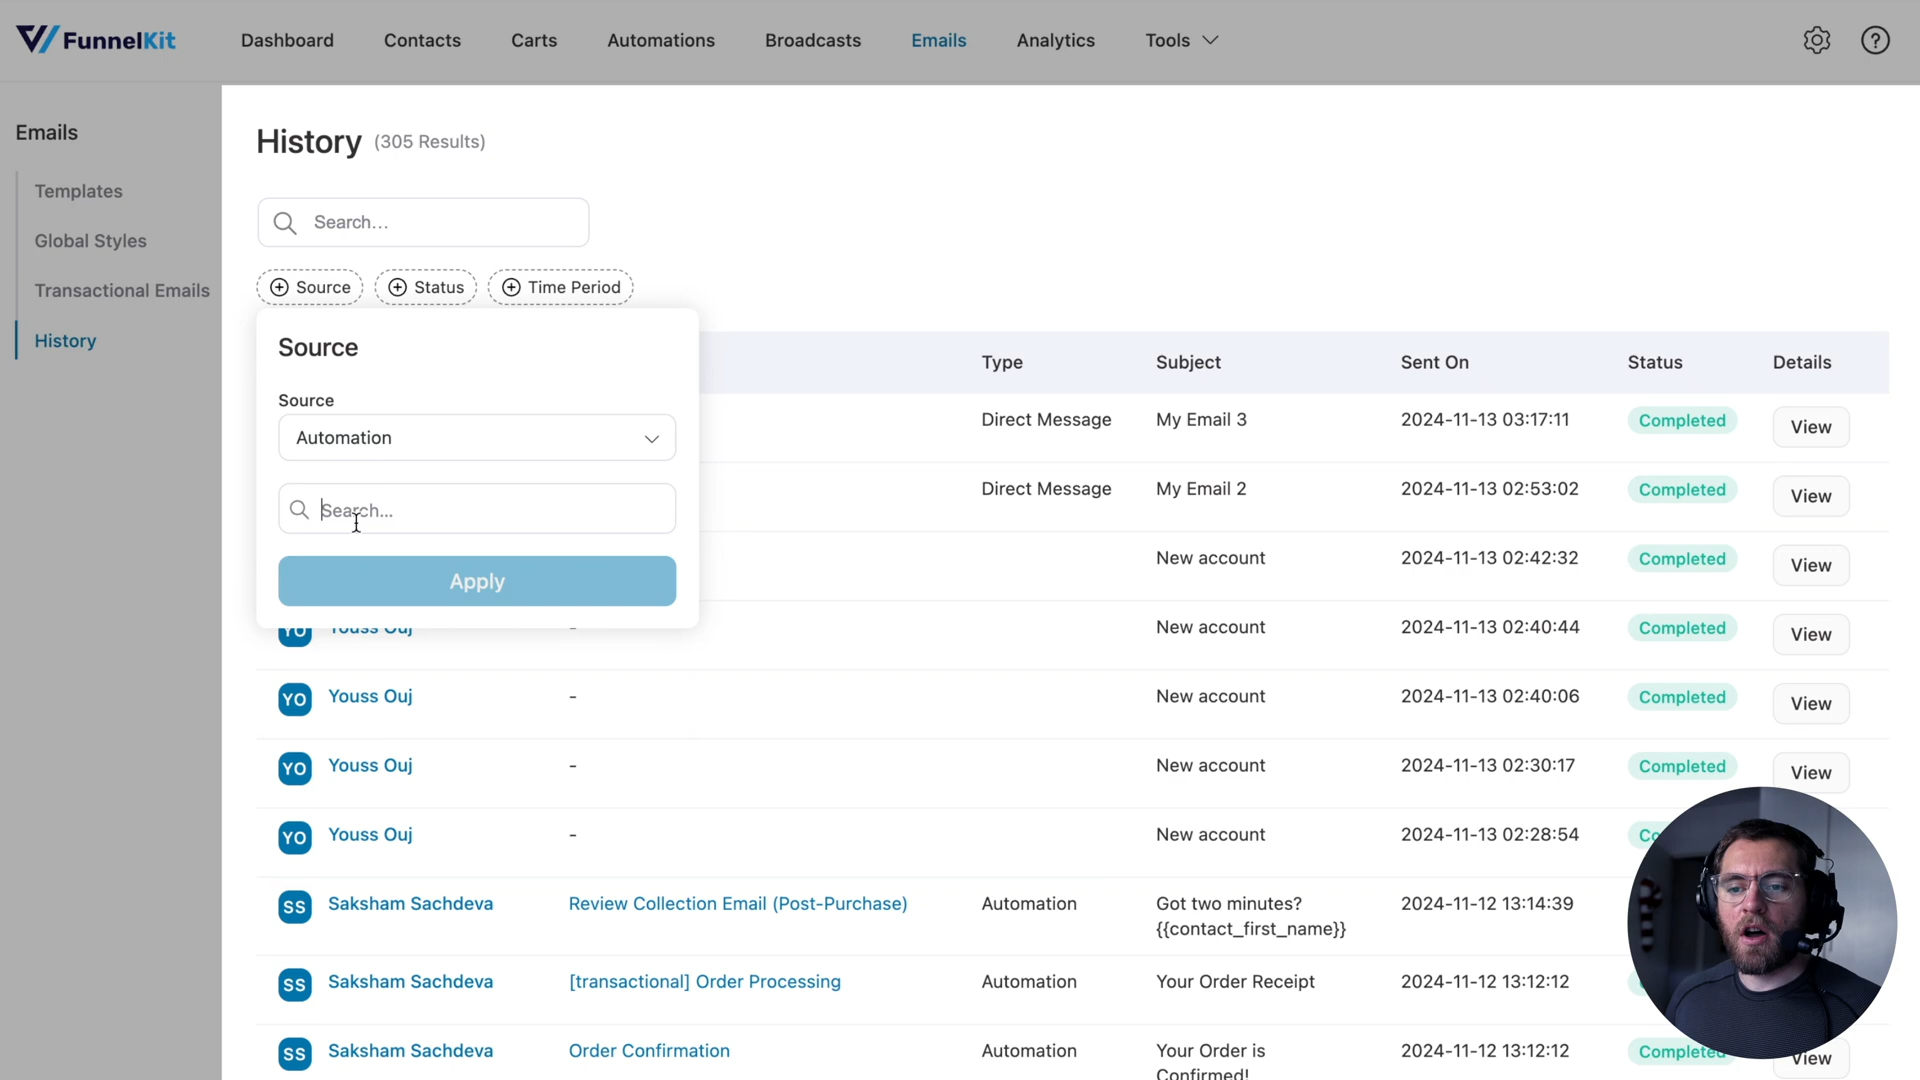 FunnelKit
Dashboard
Contacts
Carts
Automations
Broadcasts
Emails
Analytics
Tools
Emails
Templates
Global Styles
Transactional Emails
History
History (305 Results)
Search...
Source
Status
Time Period
Source
Source
Automation
Search...
Apply
Type Subject Sent On Status Details
Direct Message My Email 3 2024-11-13 03:17:11 Completed View
Direct Message My Email 2 2024-11-13 02:53:02 Completed View
New account 2024-11-13 02:42:32 Completed View
YO Youss Ouj - New account 2024-11-13 02:40:44 Completed View
YO Youss Ouj - New account 2024-11-13 02:40:06 Completed View
YO Youss Ouj - New account 2024-11-13 02:30:17 Completed View
YO Youss Ouj - New account 2024-11-13 02:28:54
SS Saksham Sachdeva Review Collection Email (Post-Purchase) Automation Got two minutes? 2024-11-12 13:14:39
{{contact_first_name}}
SS Saksham Sachdeva [transactional] Order Processing Automation Your Order Receipt 2024-11-12 13:12:12
SS Saksham Sachdeva Order Confirmation Automation Your Order is 2024-11-12 13:12:12 Completed View
Confirmed!